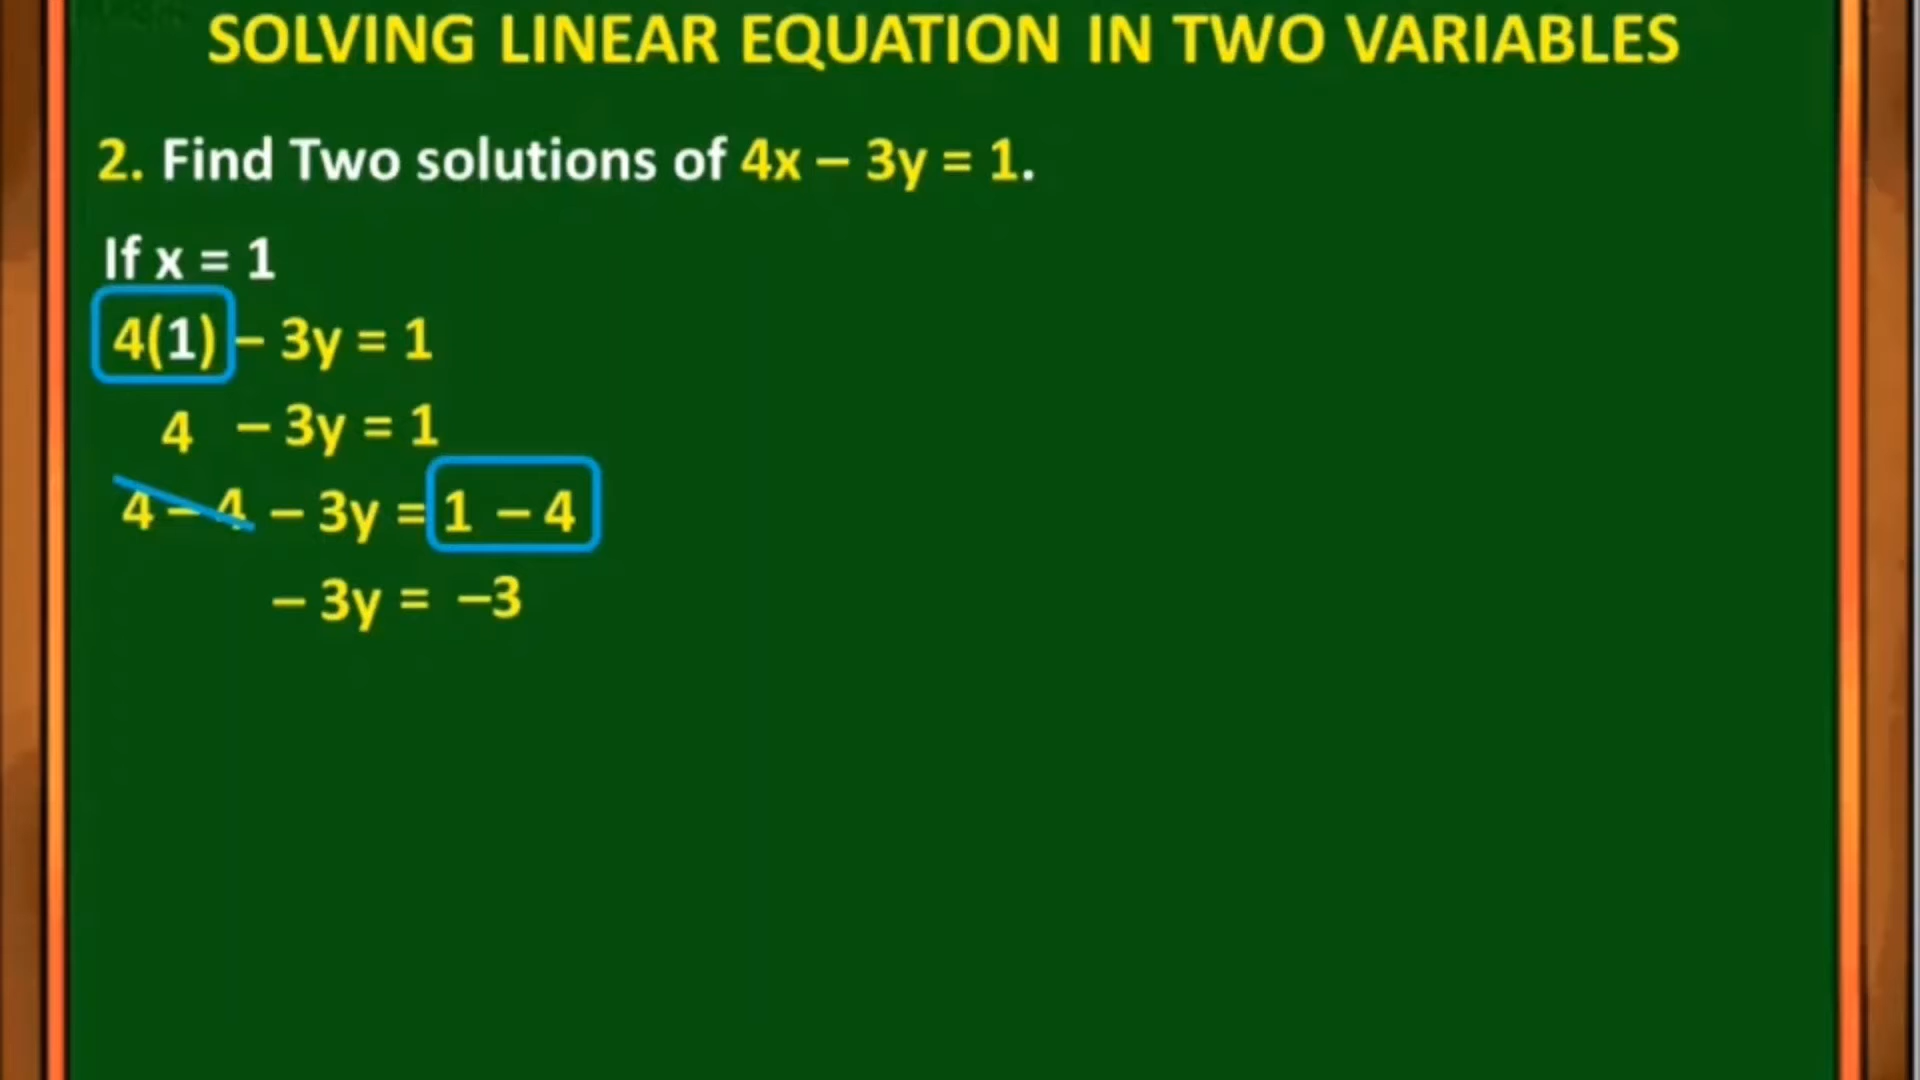 SOLVING LINEAR EQUATION IN TWO VARIABLES
2. Find Two solutions of 4x – 3y = 1.
If x = 1
4(1) – 3y = 1
4 – 3y = 1
4 – 4 – 3y = 1 – 4
– 3y = –3